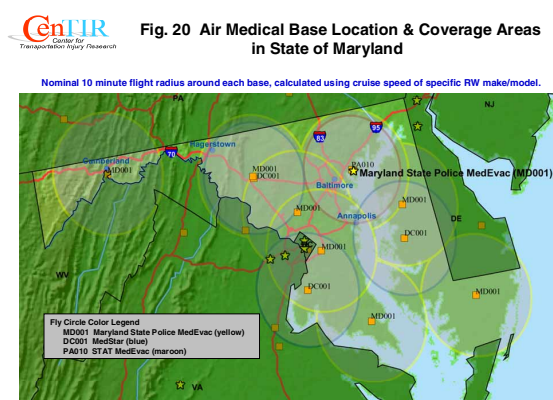 CenTIR
Center for
Transportation Injury Research
Fig. 20 Air Medical Base Location & Coverage Areas
in State of Maryland
Nominal 10 minute flight radius around each base, calculated using cruise speed of specific RW make/model.
PA
NJ
95
83
70
Hagerstown
Cumberland
MD001
MD001
DC001
PA010
Maryland State Police MedEvac (MD001)
Baltimore
MD001
MD001
Annapolis
DE
DC001
MD001
WV
DC001
MD001
MD001
Fly Circle Color Legend
MD001 Maryland State Police MedEvac (yellow)
DC001 MedStar (blue)
PA010 STAT MedEvac (maroon)
VA